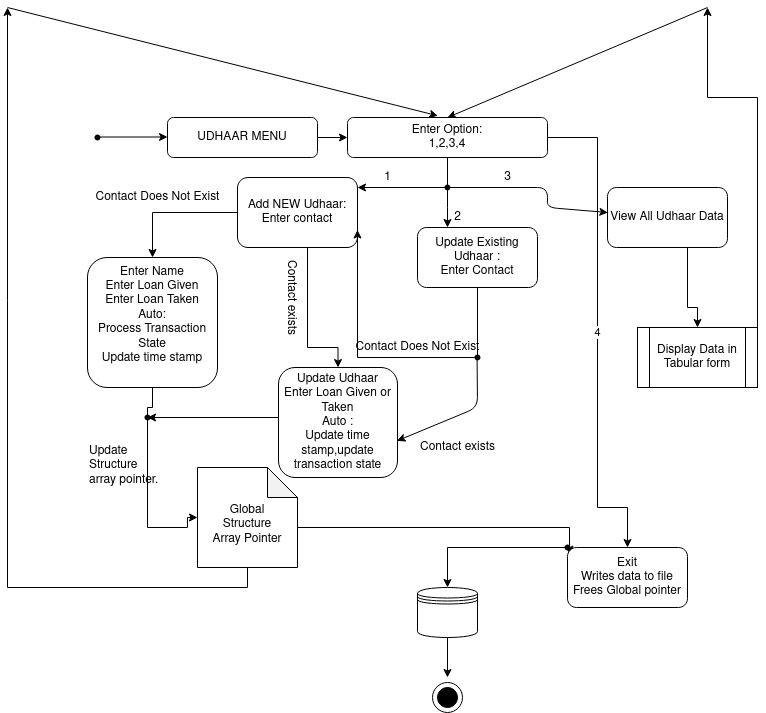 UDHAAR MENU
Enter Option:
1,2,3,4
1
3
Contact Does Not Exist
Add NEW Udhaar:
Enter contact
2
View All Udhaar Data
Update Existing
Udhaar :
Enter Contact
Enter Name
Enter Loan Given
Enter Loan Taken
Auto:
Process Transaction
State
Update time stamp
Contact exists
4
Contact Does Not Exist
Display Data in
Tabular form
Update Udhaar
Enter Loan Given or
Taken
Auto :
Update time
stamp,update
transaction state
Contact exists
Update
Structure
array pointer.
Global
Structure
Array Pointer
Exit
Writes data to file
Frees Global pointer